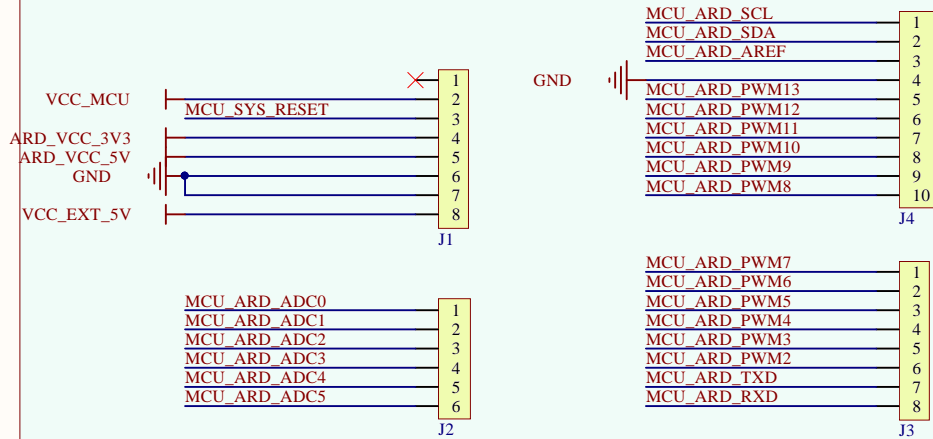 1
VCC_MCU
2
MCU_SYS_RESET
3
ARD_VCC_3V3
4
ARD_VCC_5V
5
GND
6
7
VCC_EXT_5V
8
J1
MCU_ARD_ADC0
1
MCU_ARD_ADC1
2
MCU_ARD_ADC2
3
MCU_ARD_ADC3
4
MCU_ARD_ADC4
5
MCU_ARD_ADC5
6
J2
MCU_ARD_SCL
1
MCU_ARD_SDA
2
MCU_ARD_AREF
3
GND
4
MCU_ARD_PWM13
5
MCU_ARD_PWM12
6
MCU_ARD_PWM11
7
MCU_ARD_PWM10
8
MCU_ARD_PWM9
9
MCU_ARD_PWM8
10
J4
MCU_ARD_PWM7
1
MCU_ARD_PWM6
2
MCU_ARD_PWM5
3
MCU_ARD_PWM4
4
MCU_ARD_PWM3
5
MCU_ARD_PWM2
6
MCU_ARD_TXD
7
MCU_ARD_RXD
8
J3